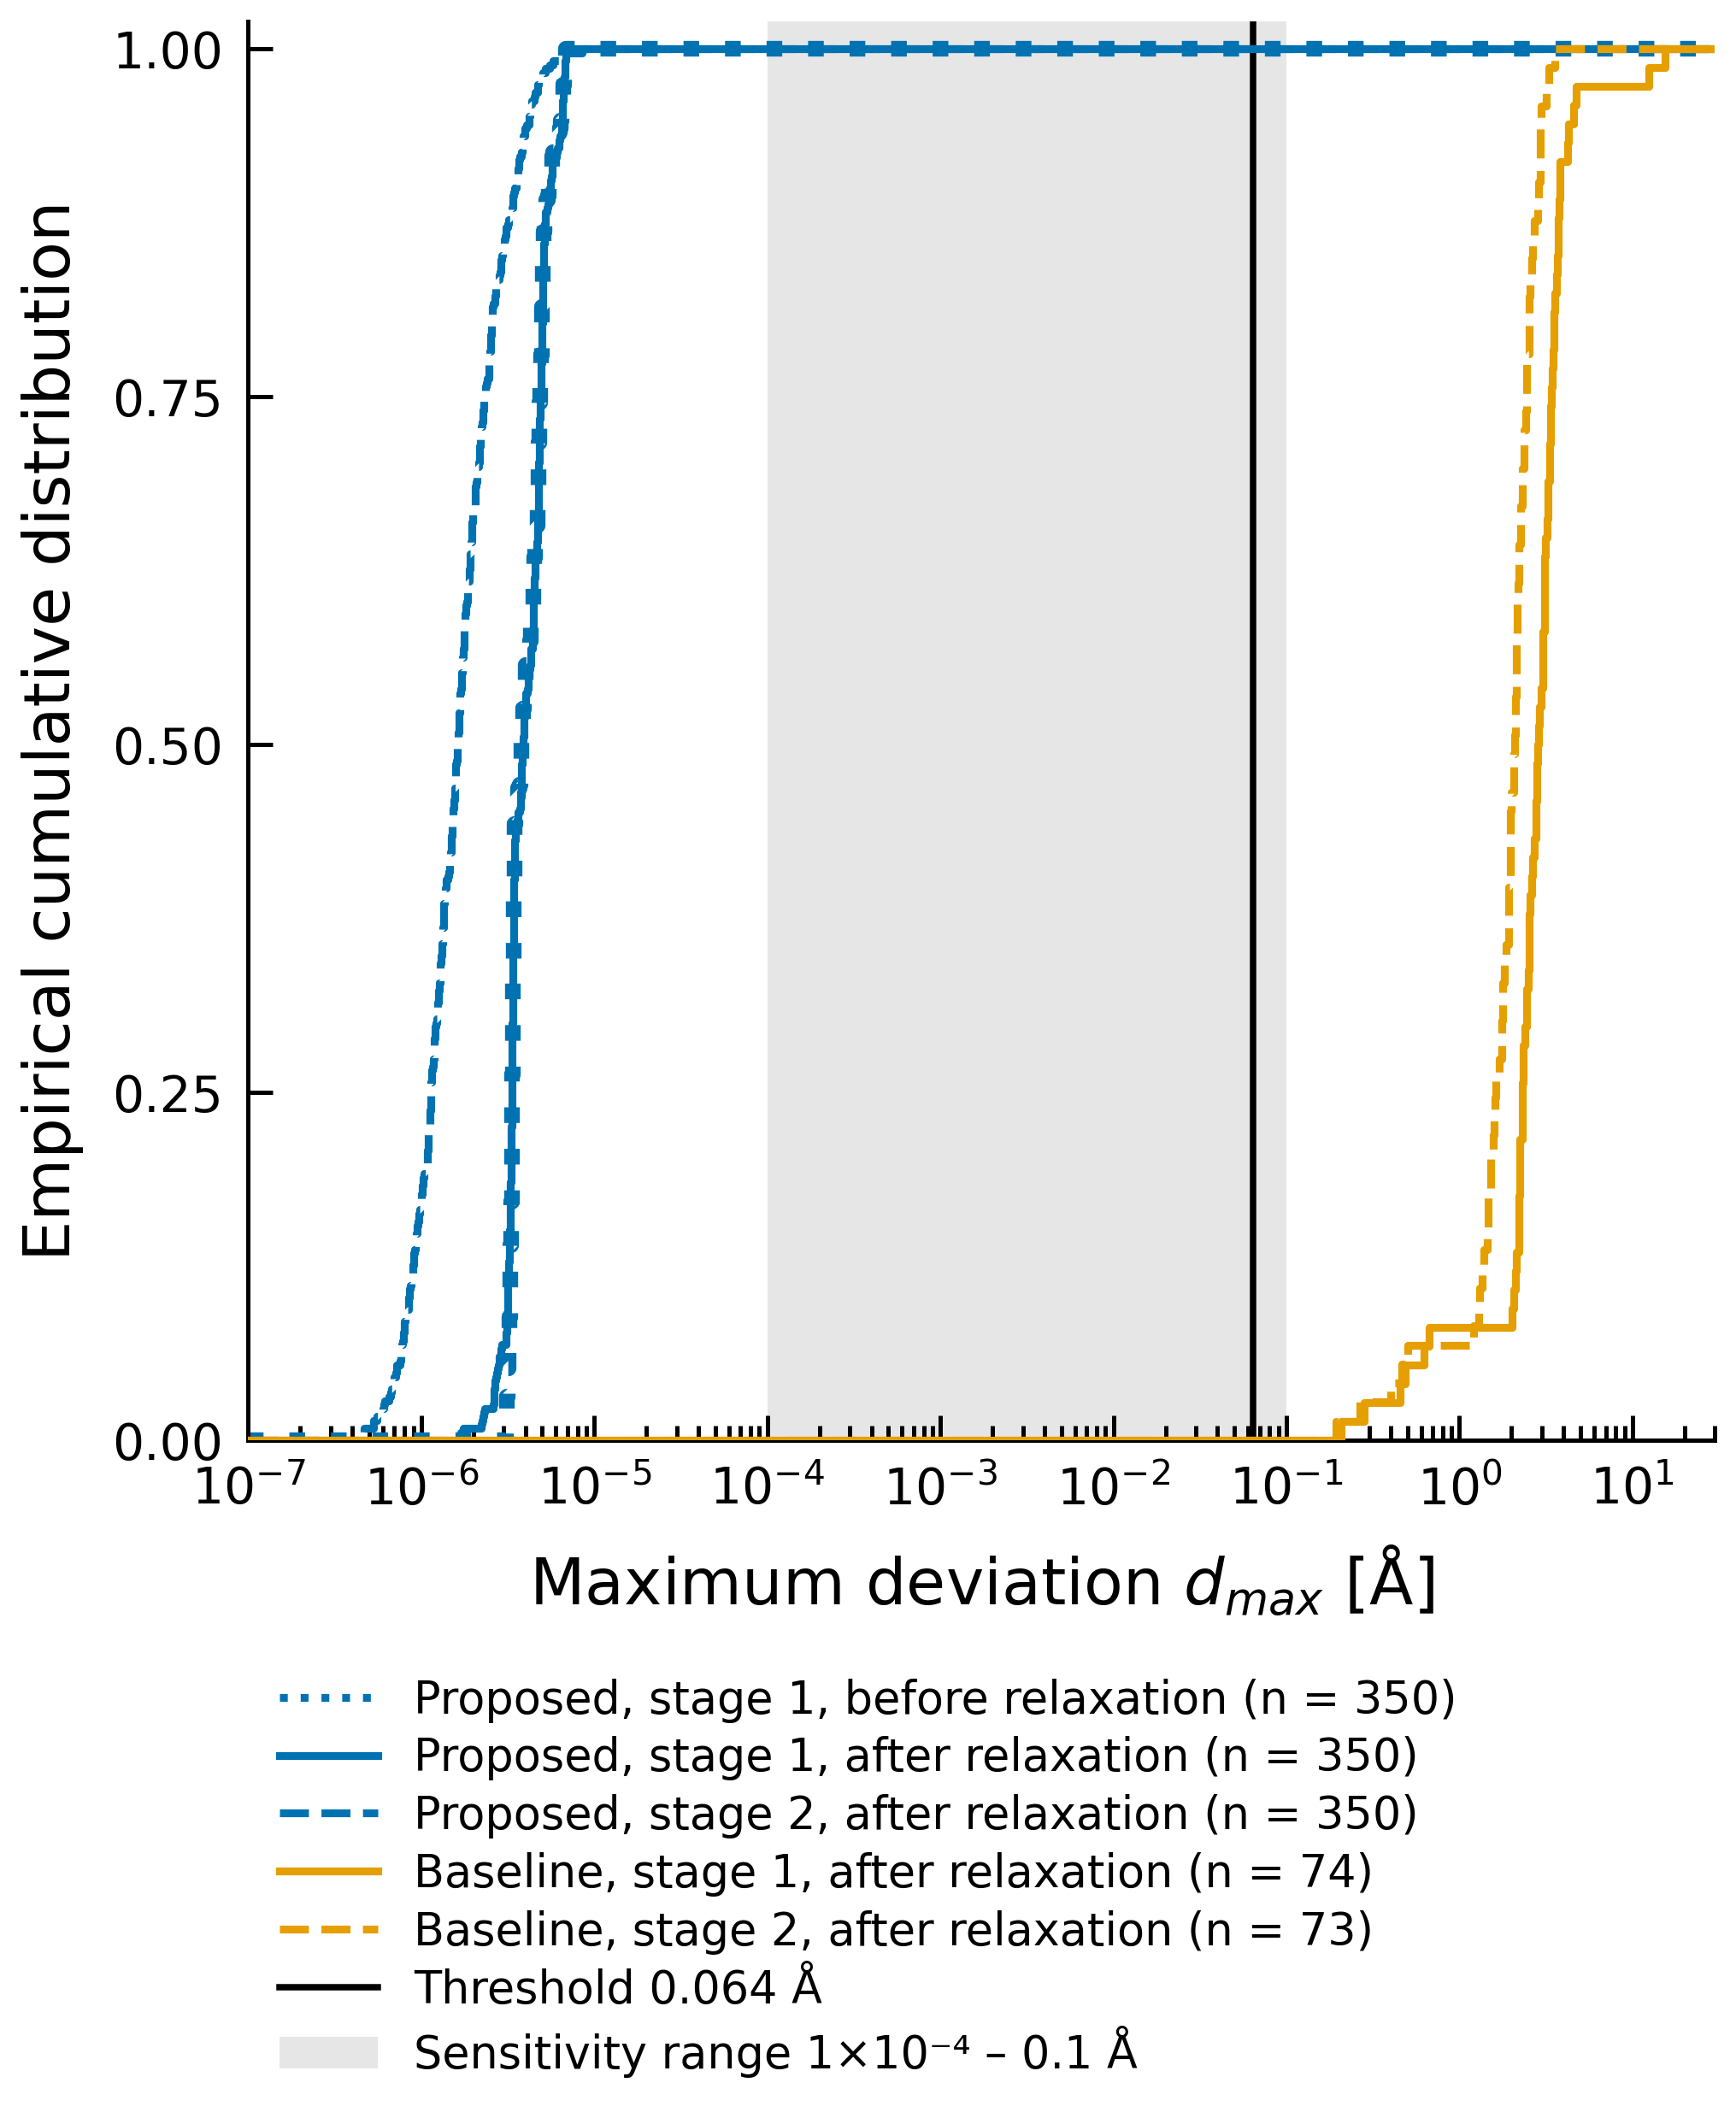 Empirical cumulative distribution
1.00
0.75
0.50
0.25
0.00
10⁻⁷ 10⁻⁶ 10⁻⁵ 10⁻⁴ 10⁻³ 10⁻² 10⁻¹ 10⁰ 10¹
Maximum deviation dₘₐₓ [Å]
Proposed, stage 1, before relaxation (n = 350)
Proposed, stage 1, after relaxation (n = 350)
Proposed, stage 2, after relaxation (n = 350)
Baseline, stage 1, after relaxation (n = 74)
Baseline, stage 2, after relaxation (n = 73)
Threshold 0.064 Å
Sensitivity range 1×10⁻⁴ – 0.1 Å